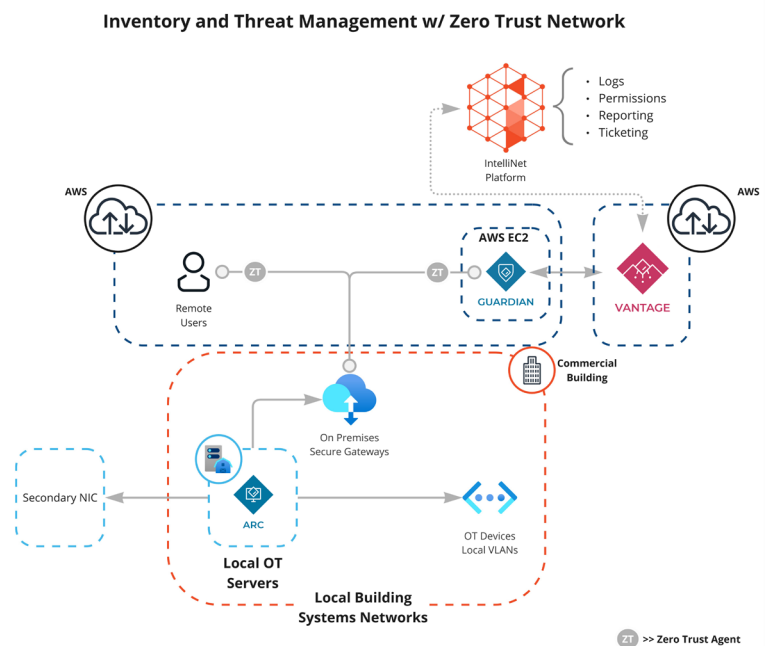 Inventory and Threat Management w/ Zero Trust Network
Logs
Permissions
Reporting
Ticketing
IntelliNet
Platform
AWS
AWS
AWS EC2
ZT
ZT
GUARDIAN
VANTAGE
Remote
Users
Commercial
Building
On Premises
Secure Gateways
Secondary NIC
ARC
OT Devices
Local VLANs
Local OT
Servers
Local Building
Systems Networks
ZT >> Zero Trust Agent